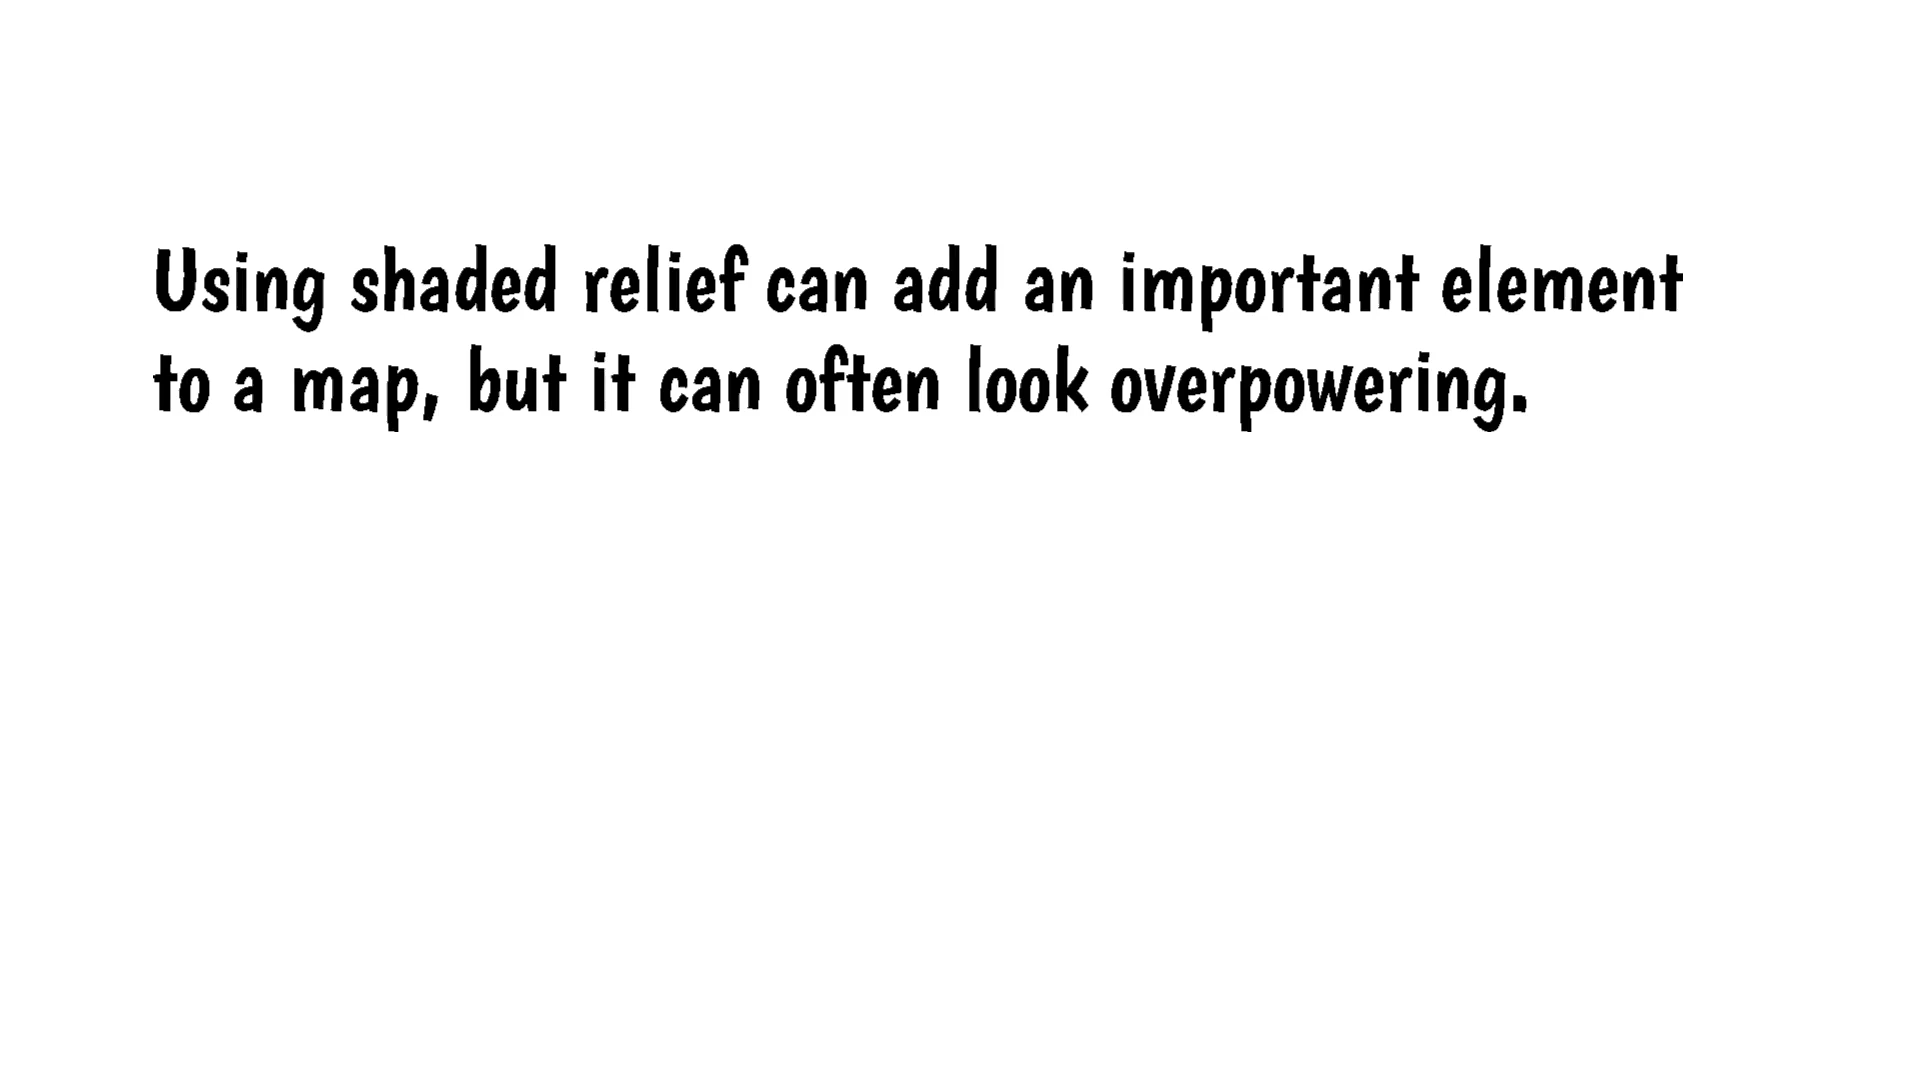 Using shaded relief can add an important element
to a map, but it can often look overpowering.